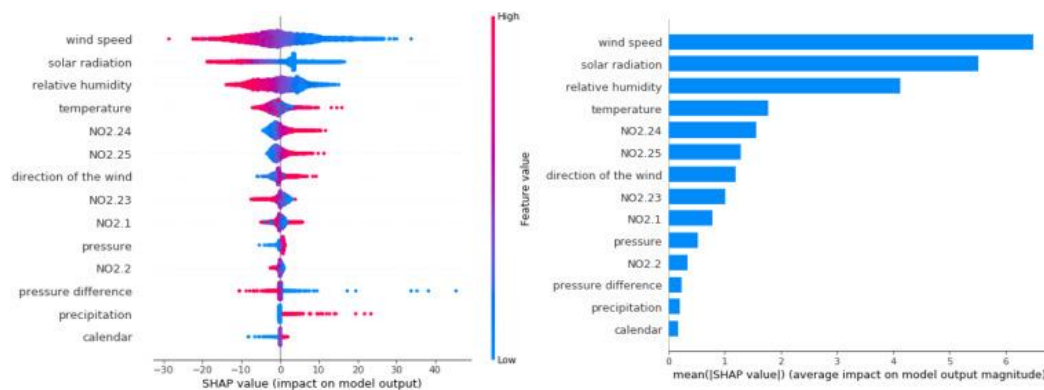 High
wind speed
solar radiation
relative humidity
temperature
NO2.24
NO2.25
direction of the wind
NO2.23
NO2.1
pressure
NO2.2
pressure difference
precipitation
calendar
Feature value
Low
−30 −20 −10 0 10 20 30 40
SHAP value (impact on model output)
wind speed
solar radiation
relative humidity
temperature
NO2.24
NO2.25
direction of the wind
NO2.23
NO2.1
pressure
NO2.2
pressure difference
precipitation
calendar
0 1 2 3 4 5 6
mean(|SHAP value|) (average impact on model output magnitude)